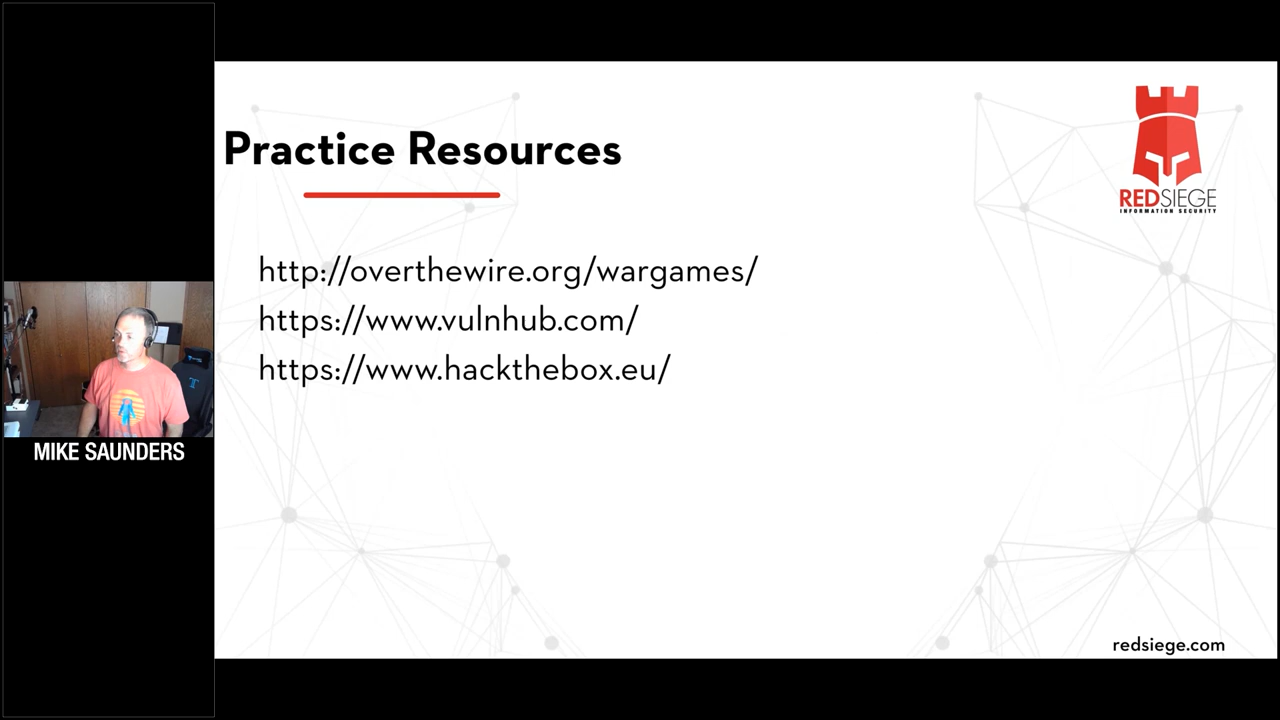 Practice Resources
REDSIEGE
INFORMATION SECURITY
http://overthewire.org/wargames/
https://www.vulnhub.com/
https://www.hackthebox.eu/
MIKE SAUNDERS
redsiege.com